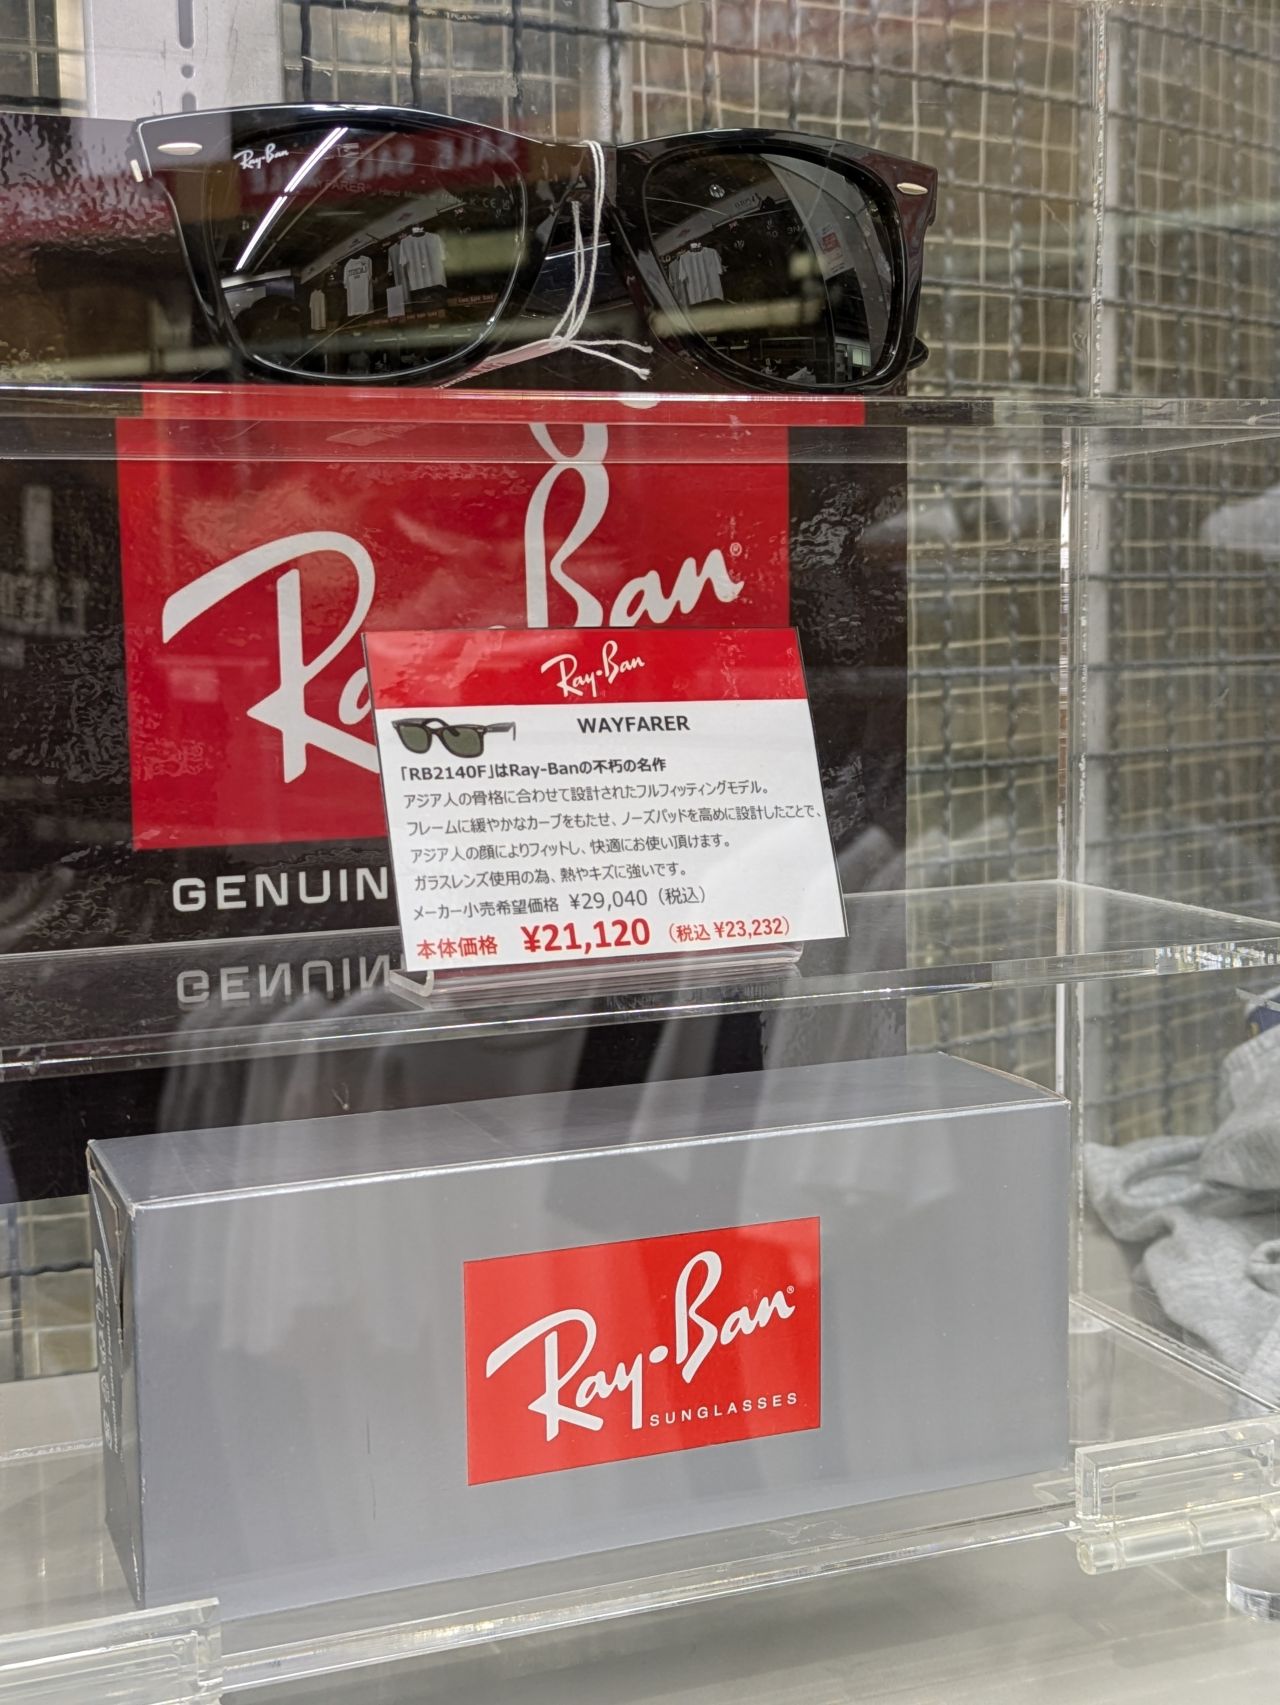 Ray-Ban
SALE SALE
Ray-Ban
GENUIN
Ray-Ban
WAYFARER
「RB2140F」はRay-Banの不朽の名作
アジア人の骨格に合わせて設計されたフルフィッティングモデル。
フレームに緩やかなカーブをもたせ、ノーズパッドを高めに設計したことで、
アジア人の顔によりフィットし、快適にお使い頂けます。
ガラスレンズ使用の為、熱やキズに強いです。
メーカー小売希望価格 ¥29,040（税込）
本体価格 ¥21,120（税込¥23,232）
Ray-Ban
SUNGLASSES